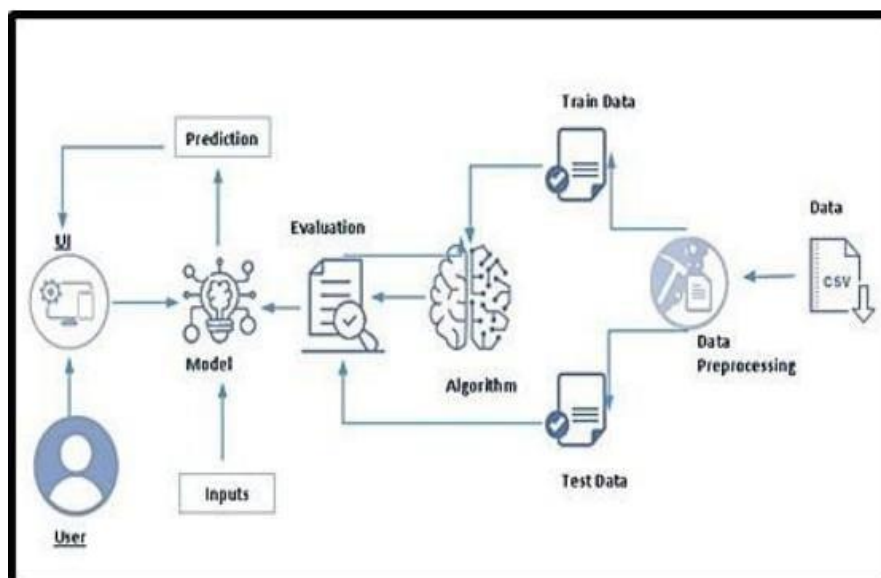 Train Data
Prediction
Data
UI
Evaluation
CSV
Model
Data
Preprocessing
Algorithm
Inputs
Test Data
User